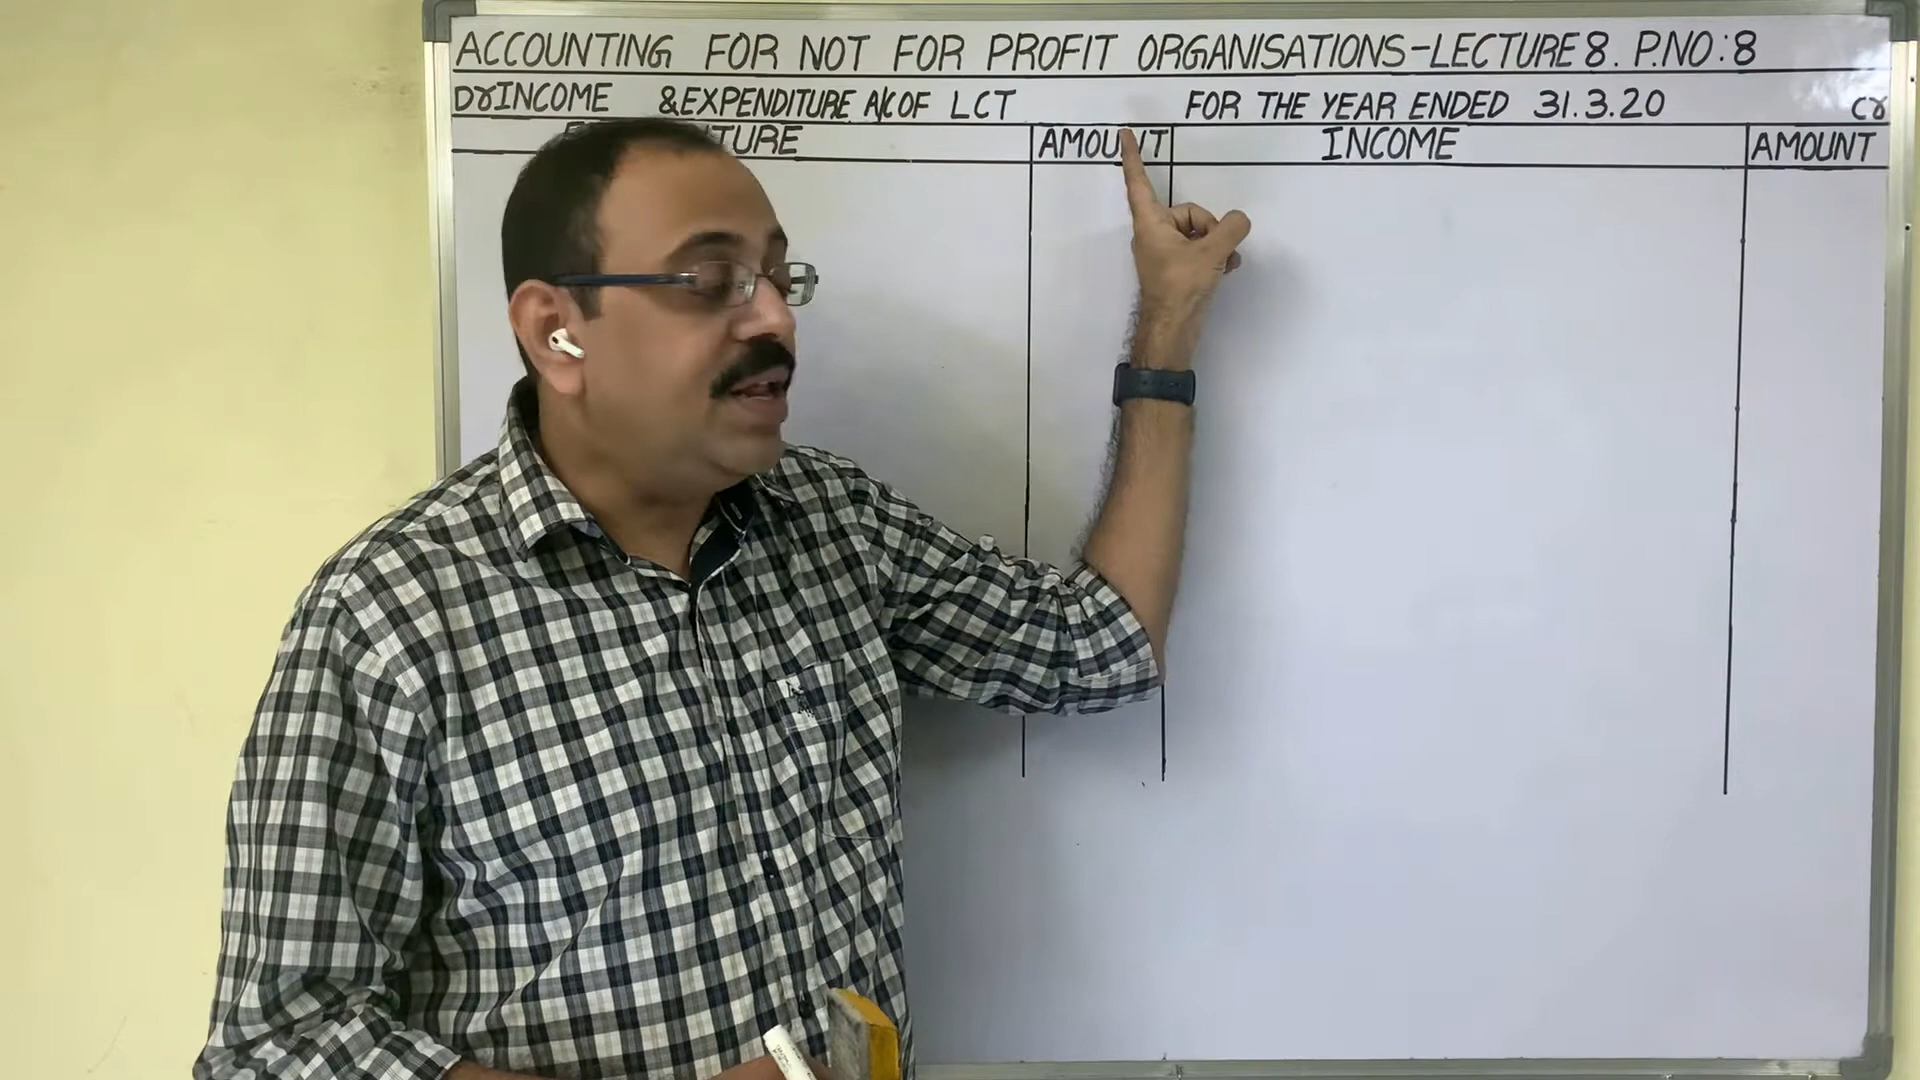 ACCOUNTING FOR NOT FOR PROFIT ORGANISATIONS-LECTURE 8. P.NO:8
Dr INCOME & EXPENDITURE A/C OF LCT FOR THE YEAR ENDED 31.3.20 Cr
AMOUNT INCOME AMOUNT